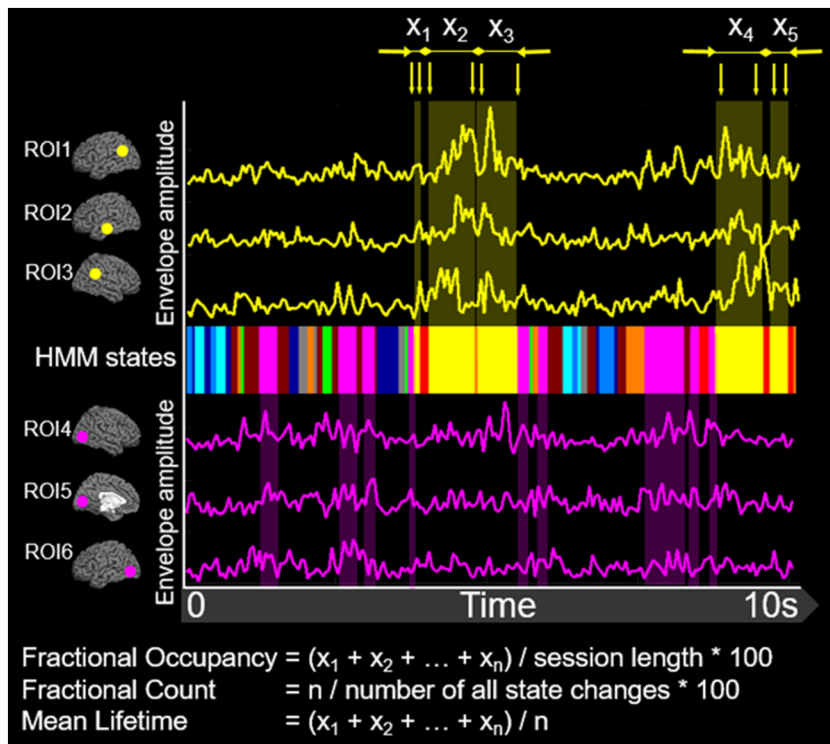 x₁ x₂ x₃ x₄ x₅
Envelope amplitude
ROI1
ROI2
ROI3
HMM states
Envelope amplitude
ROI4
ROI5
ROI6
0 Time 10s
Fractional Occupancy = (x₁ + x₂ + ... + xₙ) / session length * 100
Fractional Count = n / number of all state changes * 100
Mean Lifetime = (x₁ + x₂ + ... + xₙ) / n